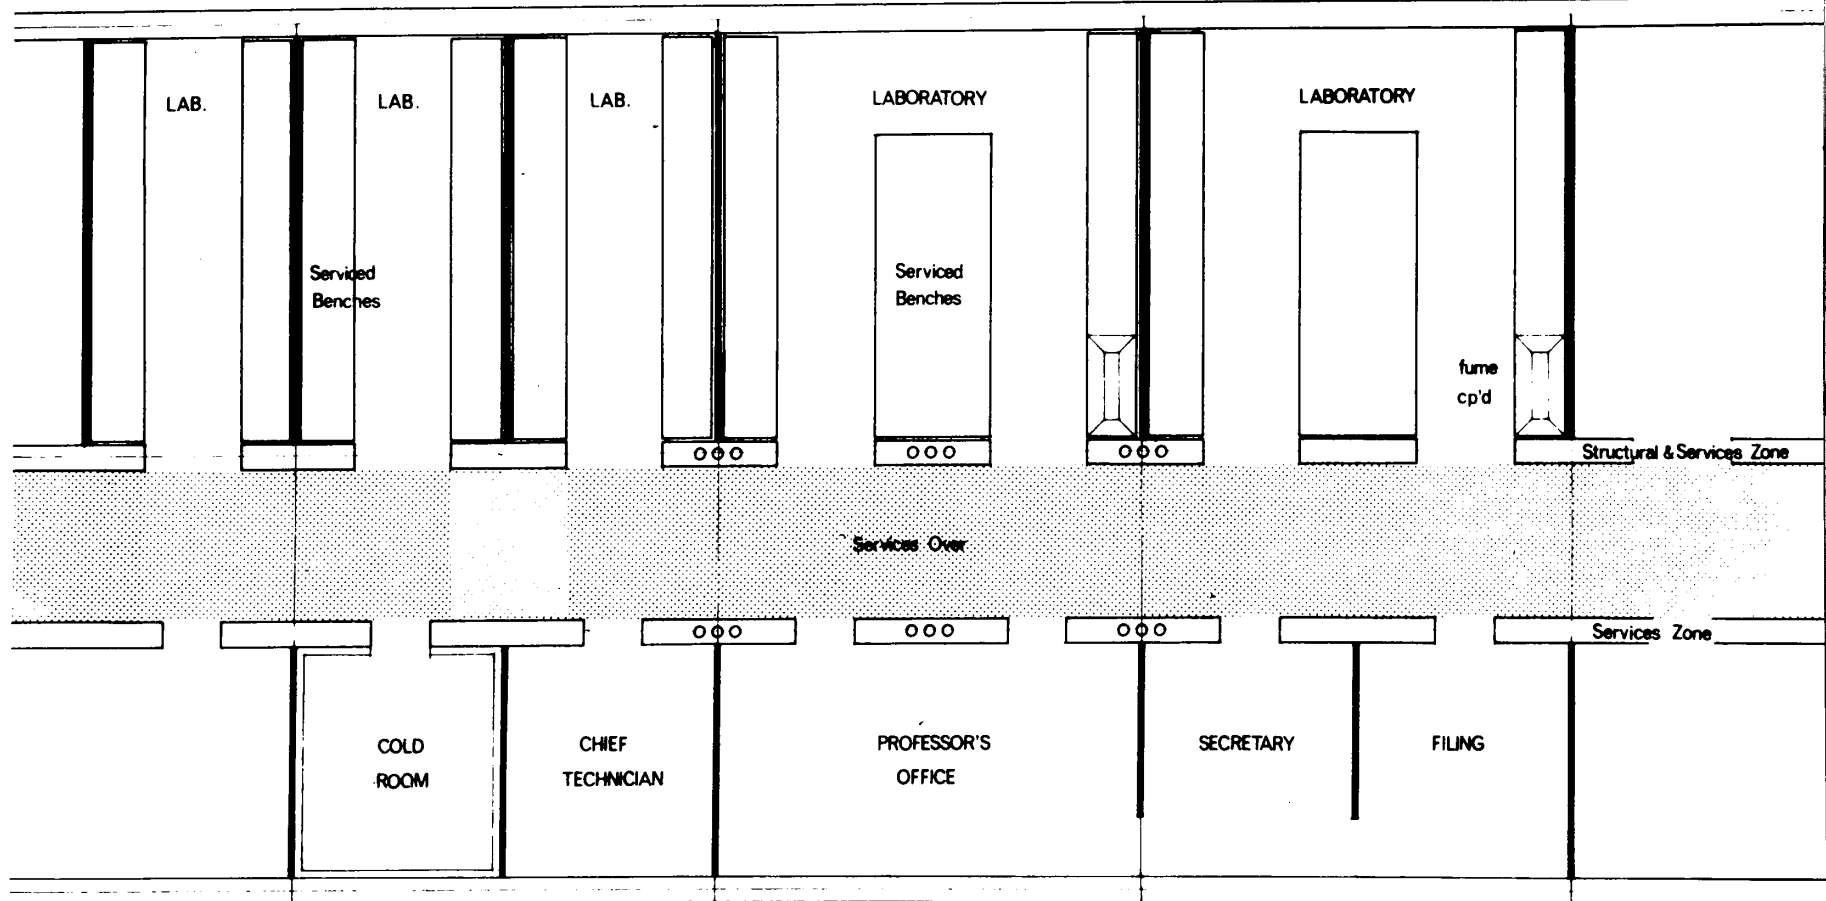 LAB.
LAB.
LAB.
LABORATORY
LABORATORY
Serviced
Benches
Serviced
Benches
fume
cp'd
Structural & Services Zone
Services Over
Services Zone
COLD
ROOM
CHIEF
TECHNICIAN
PROFESSOR'S
OFFICE
SECRETARY
FILING